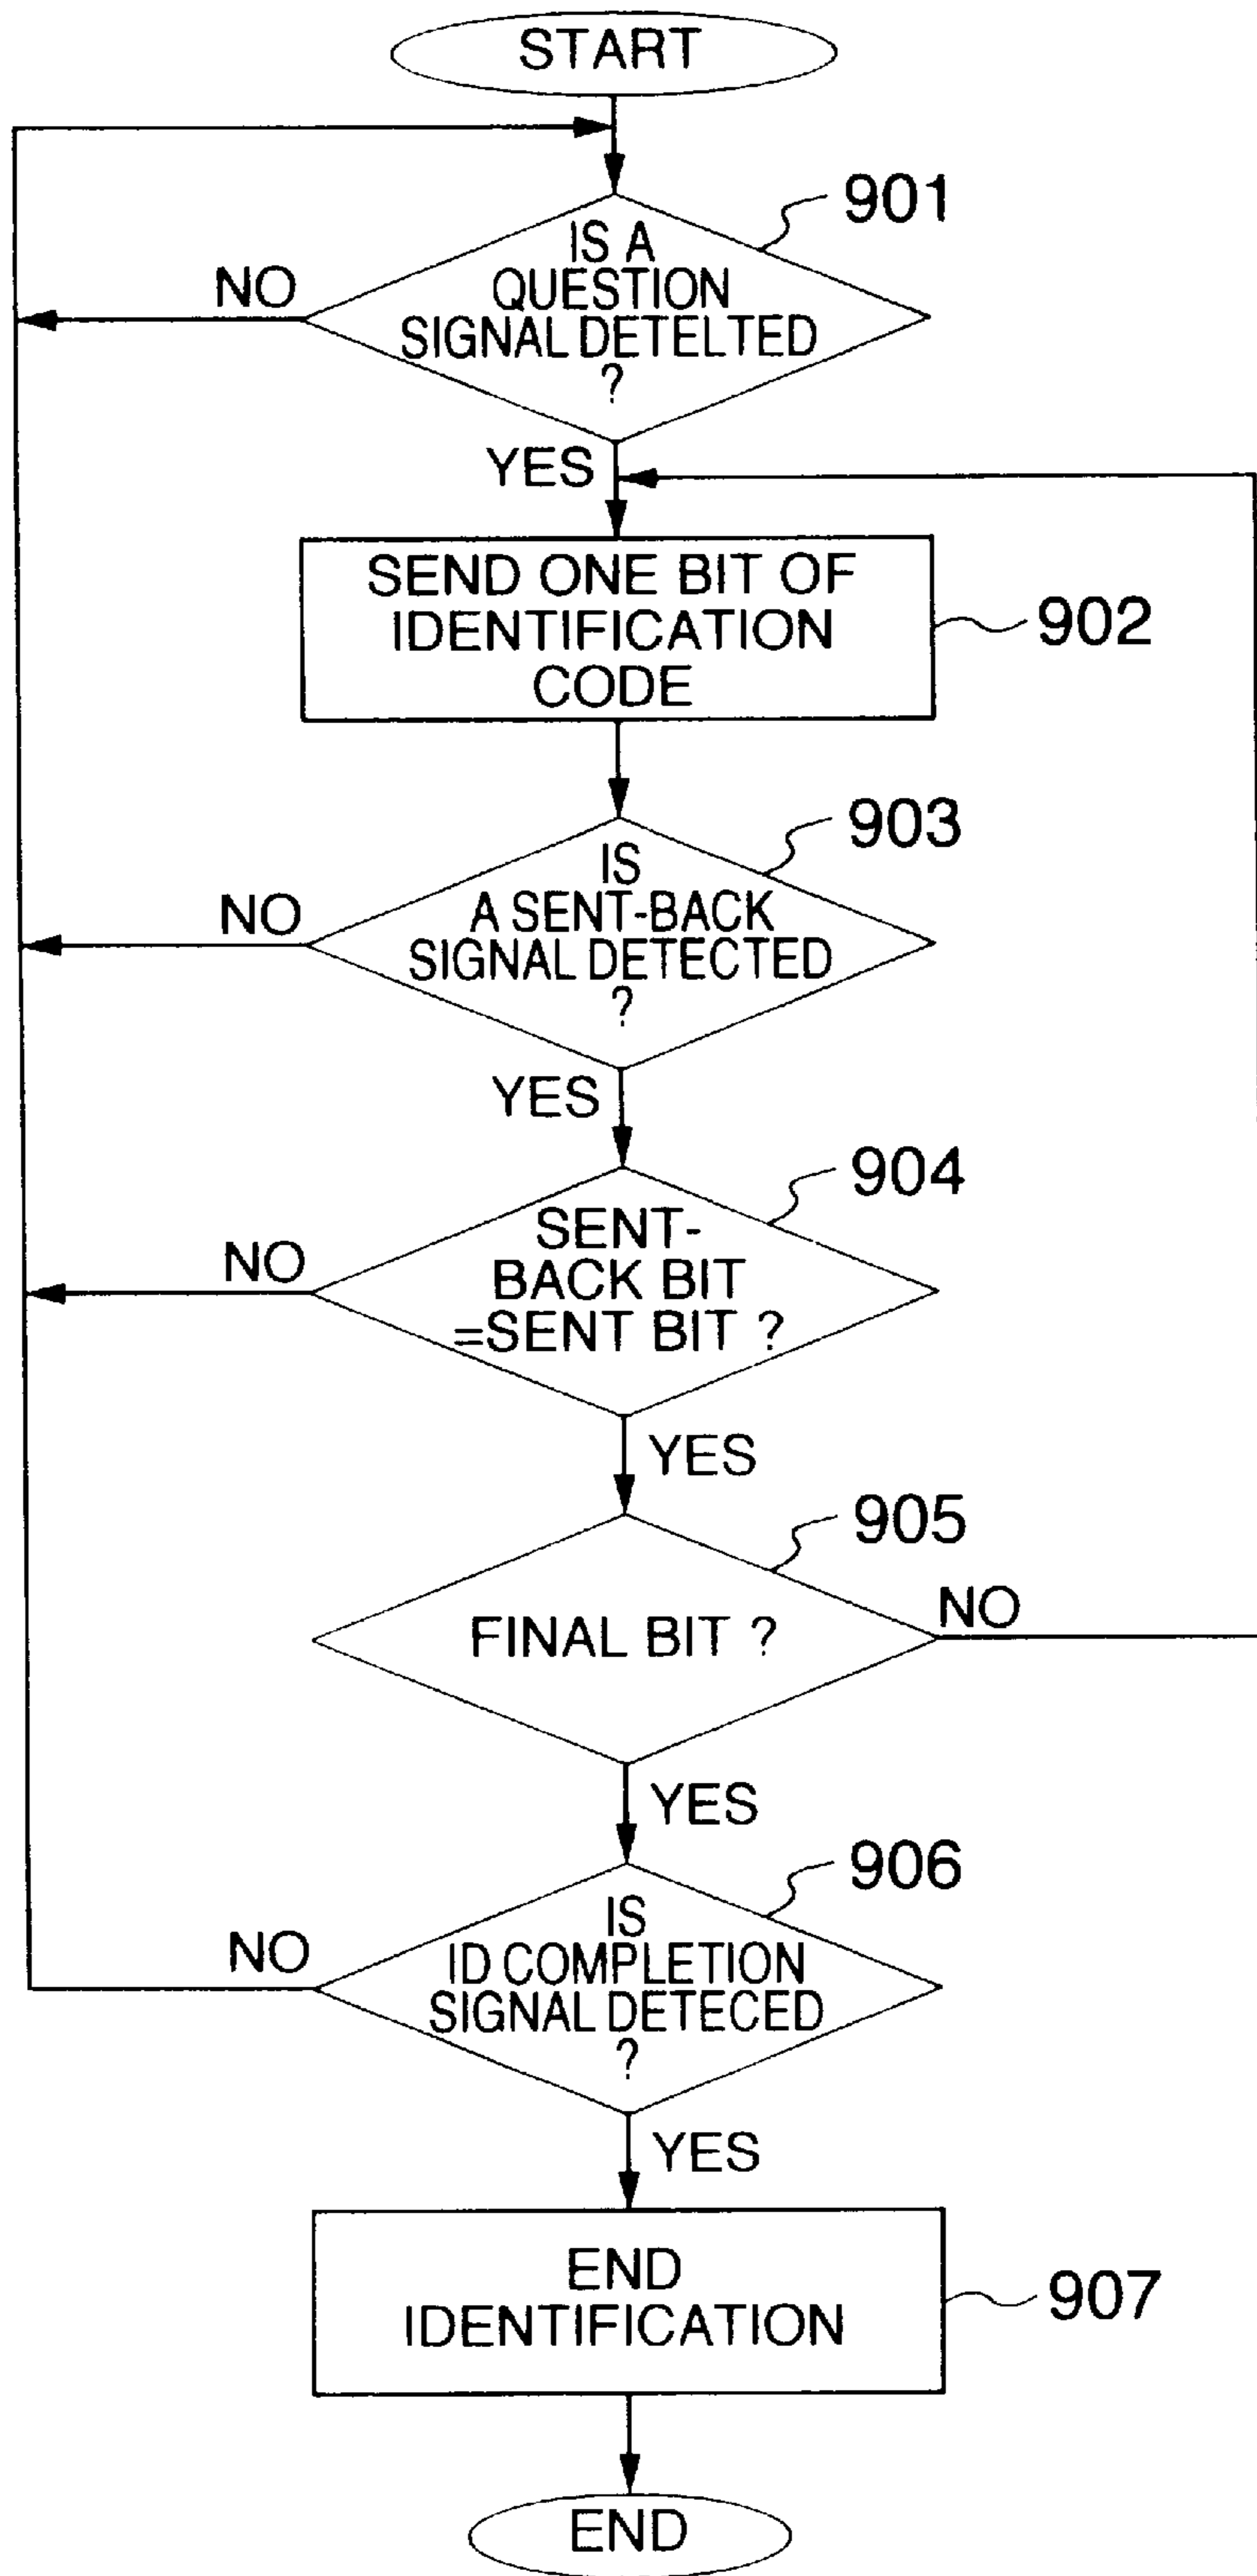 START
901
IS A
QUESTION
SIGNAL DETELTED
?
NO
YES
SEND ONE BIT OF
IDENTIFICATION
CODE
902
903
IS
A SENT-BACK
SIGNAL DETECTED
?
NO
YES
904
SENT-
BACK BIT
=SENT BIT ?
NO
YES
905
FINAL BIT ?
NO
YES
906
IS
ID COMPLETION
SIGNAL DETECED
?
NO
YES
END
IDENTIFICATION
907
END